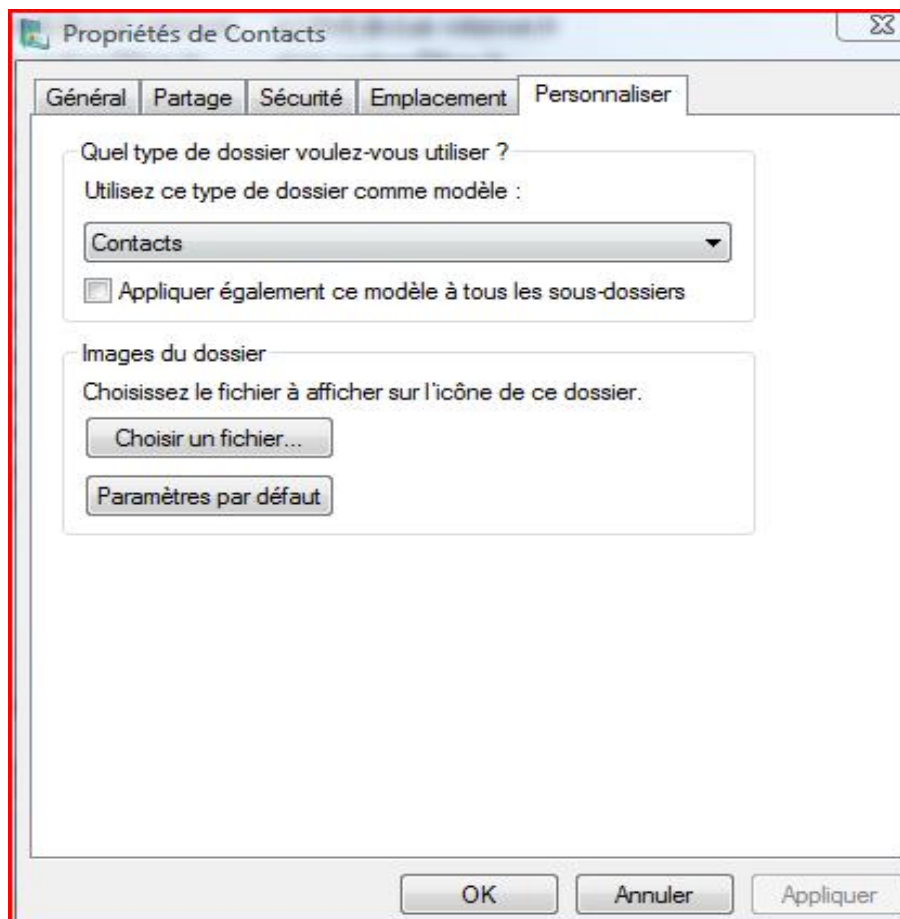 Propriétés de Contacts
Général Partage Sécurité Emplacement Personnaliser
Quel type de dossier voulez-vous utiliser ?
Utilisez ce type de dossier comme modèle :
Contacts
Appliquer également ce modèle à tous les sous-dossiers
Images du dossier
Choisissez le fichier à afficher sur l'icône de ce dossier.
Choisir un fichier...
Paramètres par défaut
OK Annuler Appliquer